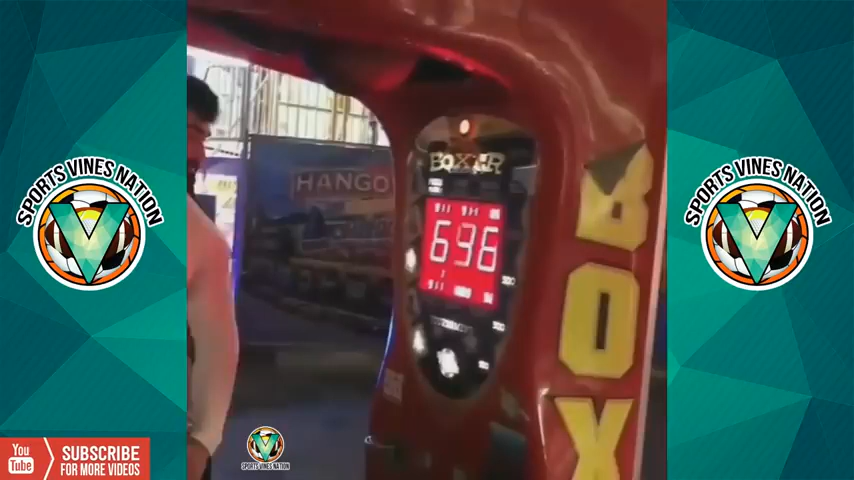 SPORTS VINES NATION
V
HANGO
BOXER
696
BOX
SPORTS VINES NATION
V
You
Tube
SUBSCRIBE
FOR MORE VIDEOS
V
SPORTS VINES
NATION